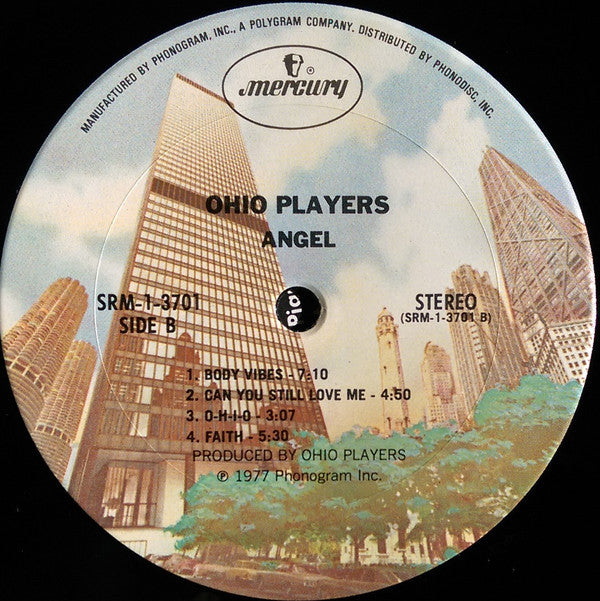 MANUFACTURED BY PHONOGRAM, INC., A POLYGRAM COMPANY. DISTRIBUTED BY PHONODISC, INC.
mercury
®
OHIO PLAYERS
ANGEL
SRM-1-3701
SIDE B
STEREO
(SRM-1-3701 B)
1. BODY VIBES - 7:10
2. CAN YOU STILL LOVE ME - 4:50
3. O-H-I-O - 3:07
4. FAITH - 5:30
PRODUCED BY OHIO PLAYERS
℗ 1977 Phonogram Inc.